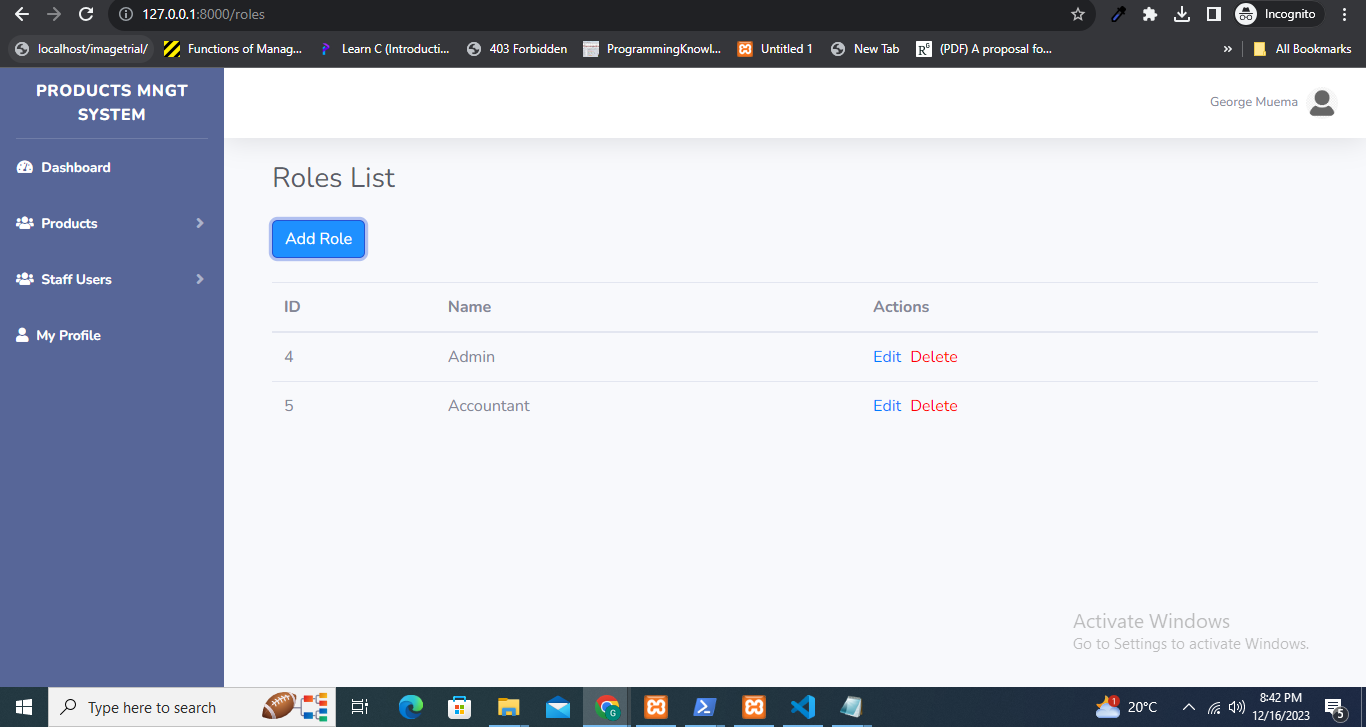 127.0.0.1:8000/roles
Incognito
localhost/imagetrial/
Functions of Manag...
Learn C (Introducti...
403 Forbidden
ProgrammingKnowl...
Untitled 1
New Tab
R^G
(PDF) A proposal fo...
»
All Bookmarks
PRODUCTS MNGT
SYSTEM
George Muema
Dashboard
Products
Staff Users
My Profile
Roles List
Add Role
ID Name Actions
4 Admin Edit Delete
5 Accountant Edit Delete
Activate Windows
Go to Settings to activate Windows.
Type here to search
G
1
20°C
8:42 PM
12/16/2023
5